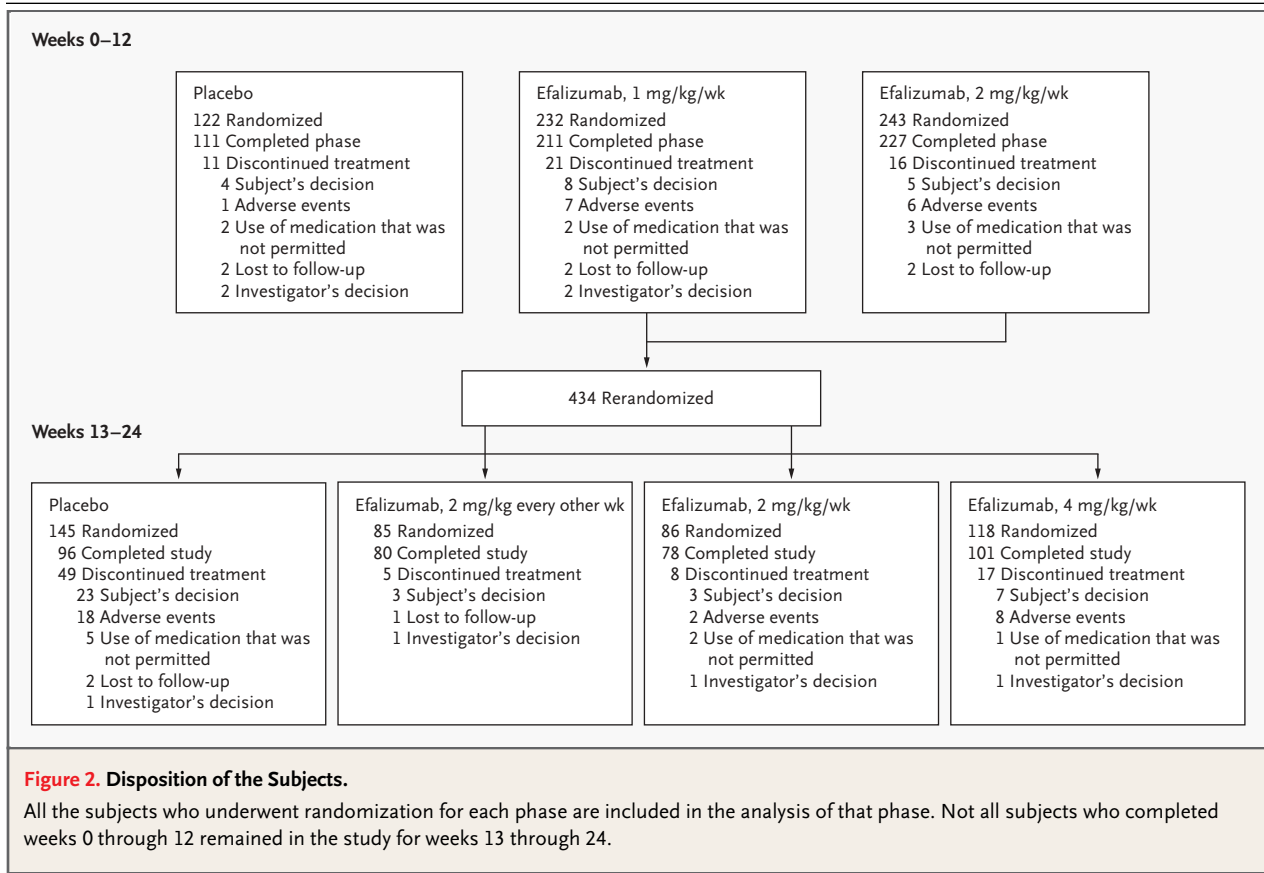 Weeks 0–12
Placebo
122 Randomized
111 Completed phase
11 Discontinued treatment
4 Subject's decision
1 Adverse events
2 Use of medication that was
not permitted
2 Lost to follow-up
2 Investigator's decision
Efalizumab, 1 mg/kg/wk
232 Randomized
211 Completed phase
21 Discontinued treatment
8 Subject's decision
7 Adverse events
2 Use of medication that was
not permitted
2 Lost to follow-up
2 Investigator's decision
Efalizumab, 2 mg/kg/wk
243 Randomized
227 Completed phase
16 Discontinued treatment
5 Subject's decision
6 Adverse events
3 Use of medication that was
not permitted
2 Lost to follow-up
434 Rerandomized
Weeks 13–24
Placebo
145 Randomized
96 Completed study
49 Discontinued treatment
23 Subject's decision
18 Adverse events
5 Use of medication that was
not permitted
2 Lost to follow-up
1 Investigator's decision
Efalizumab, 2 mg/kg every other wk
85 Randomized
80 Completed study
5 Discontinued treatment
3 Subject's decision
1 Lost to follow-up
1 Investigator's decision
Efalizumab, 2 mg/kg/wk
86 Randomized
78 Completed study
8 Discontinued treatment
3 Subject's decision
2 Adverse events
2 Use of medication that was
not permitted
1 Investigator's decision
Efalizumab, 4 mg/kg/wk
118 Randomized
101 Completed study
17 Discontinued treatment
7 Subject's decision
8 Adverse events
1 Use of medication that was
not permitted
1 Investigator's decision
Figure 2. Disposition of the Subjects.
All the subjects who underwent randomization for each phase are included in the analysis of that phase. Not all subjects who completed
weeks 0 through 12 remained in the study for weeks 13 through 24.